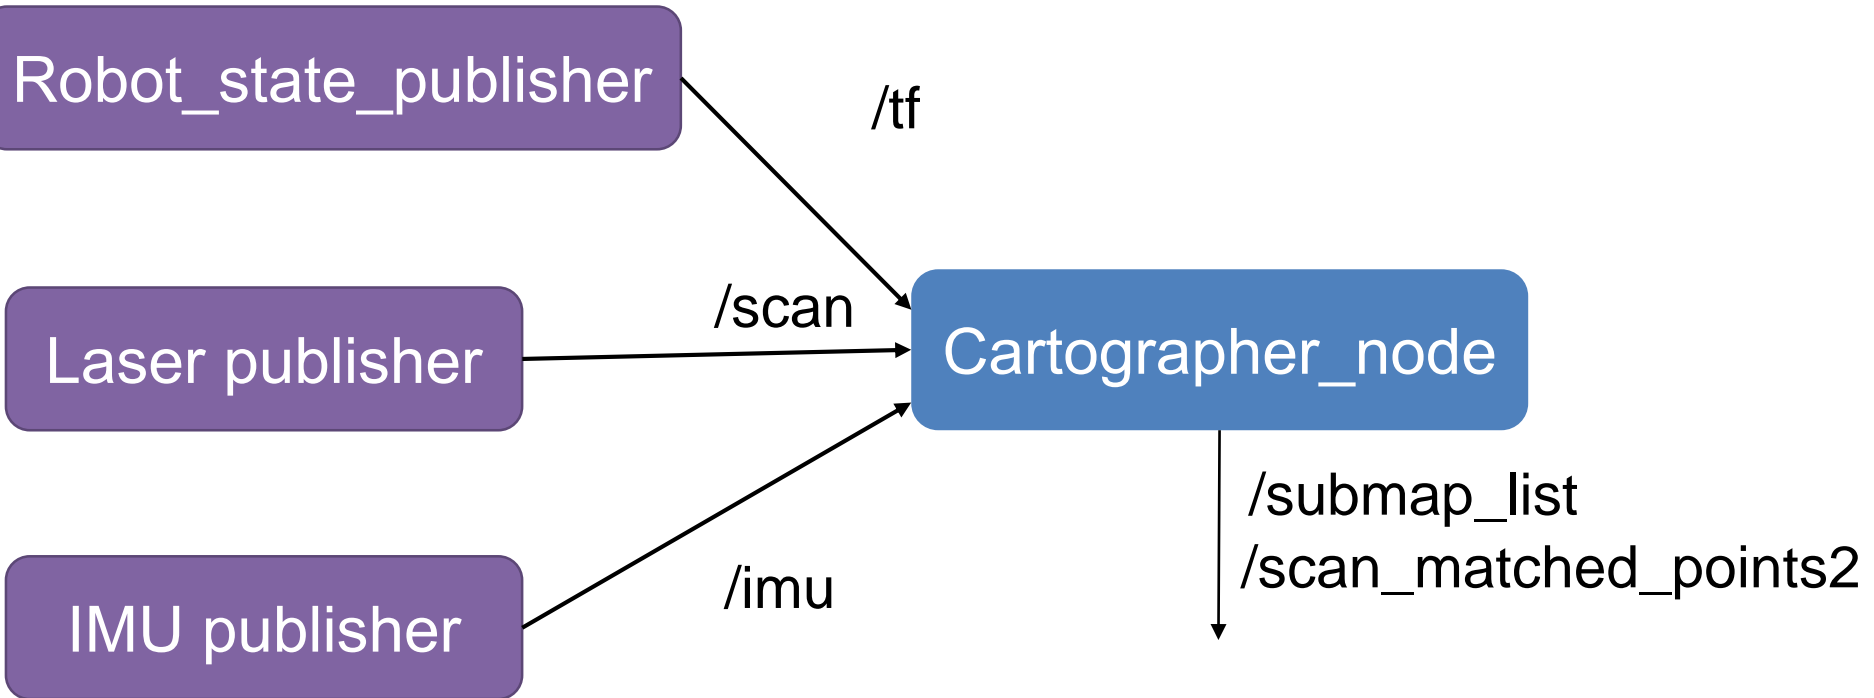 Robot_state_publisher
/tf
/scan
Laser publisher
Cartographer_node
/submap_list
/scan_matched_points2
/imu
IMU publisher